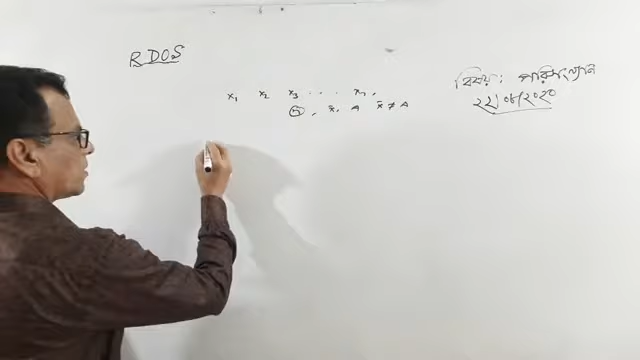 RDOS
বিষয়: পরিসংখ্যান
২২/০৮/২০২০
x₁ x₂ x₃ . . . xₙ,
x̄, A x̄ ≠ A